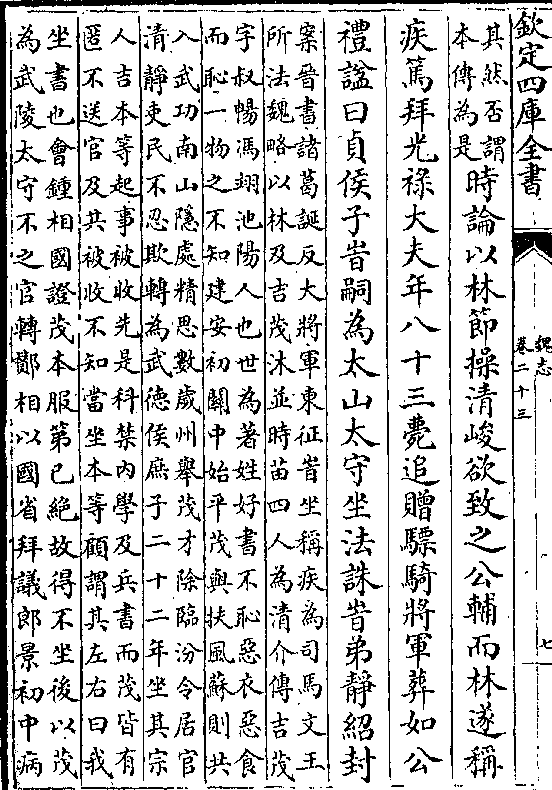 欽定四庫全書
魏志
卷二十三
七
其然否謂
本傳為是
時論以林節操清峻欲致之公輔而林遂稱
疾篤拜光祿大夫年八十三薨追贈驃騎將軍葬如公
禮諡曰貞侯子旹嗣為太山太守坐法誅旹弟靜紹封
案晉書諸葛誕反大將軍東征旹坐稱疾為司馬文王
所法魏略以林及吉茂沐並時苗四人為清介傳吉茂
字叔暢馮翊池陽人也世為著姓好書不恥惡衣惡食
而恥一物之不知建安初關中始平茂與扶風蘇則共
入武功南山隱處精思數歲州舉茂才除臨汾令居官
清靜吏民不忍欺轉為武德侯庶子二十二年坐其宗
人吉本等起事被收先是科禁內學及兵書而茂皆有
匿不送官及其被收不知當坐本等顧謂其左右曰我
坐書也會鍾相國證茂本服第已絕故得不坐後以茂
為武陵太守不之官轉酇相以國省拜議郎景初中病